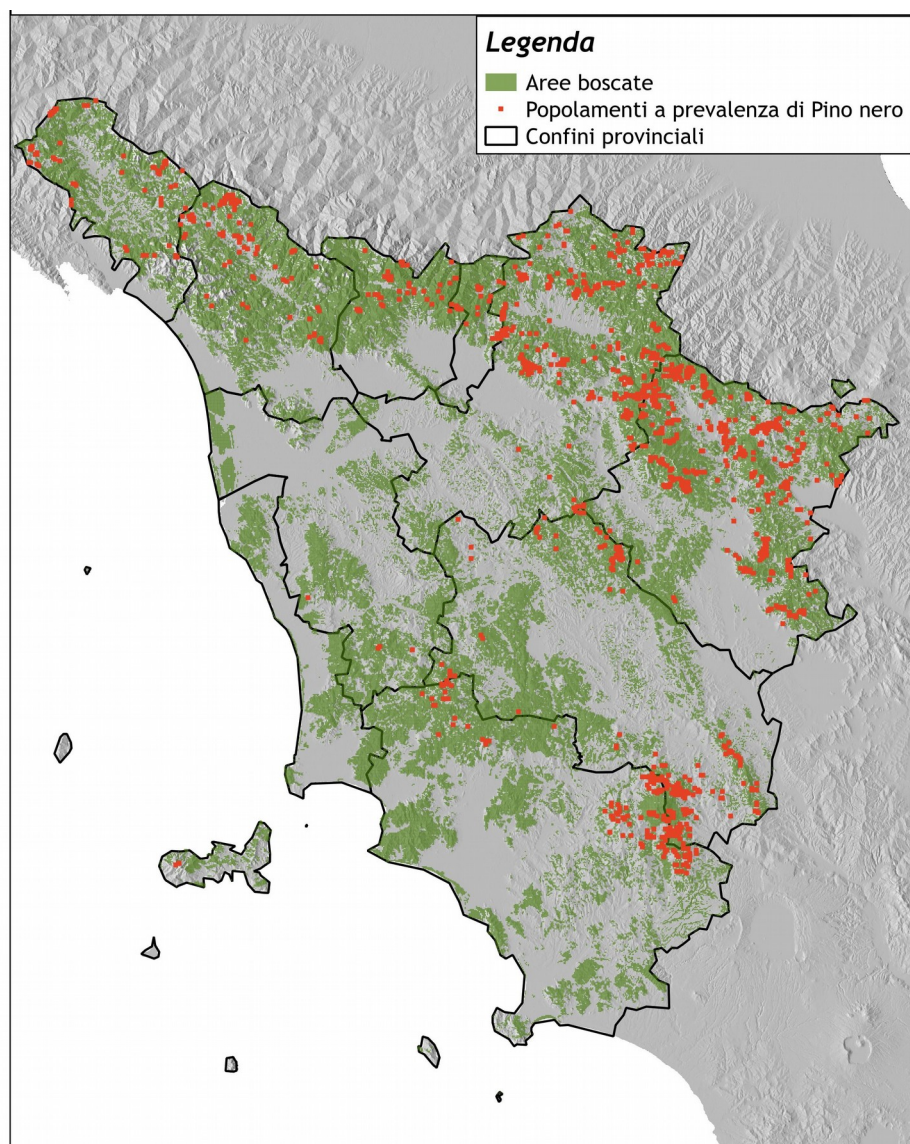 Legenda
Aree boscate
Popolamenti a prevalenza di Pino nero
Confini provinciali